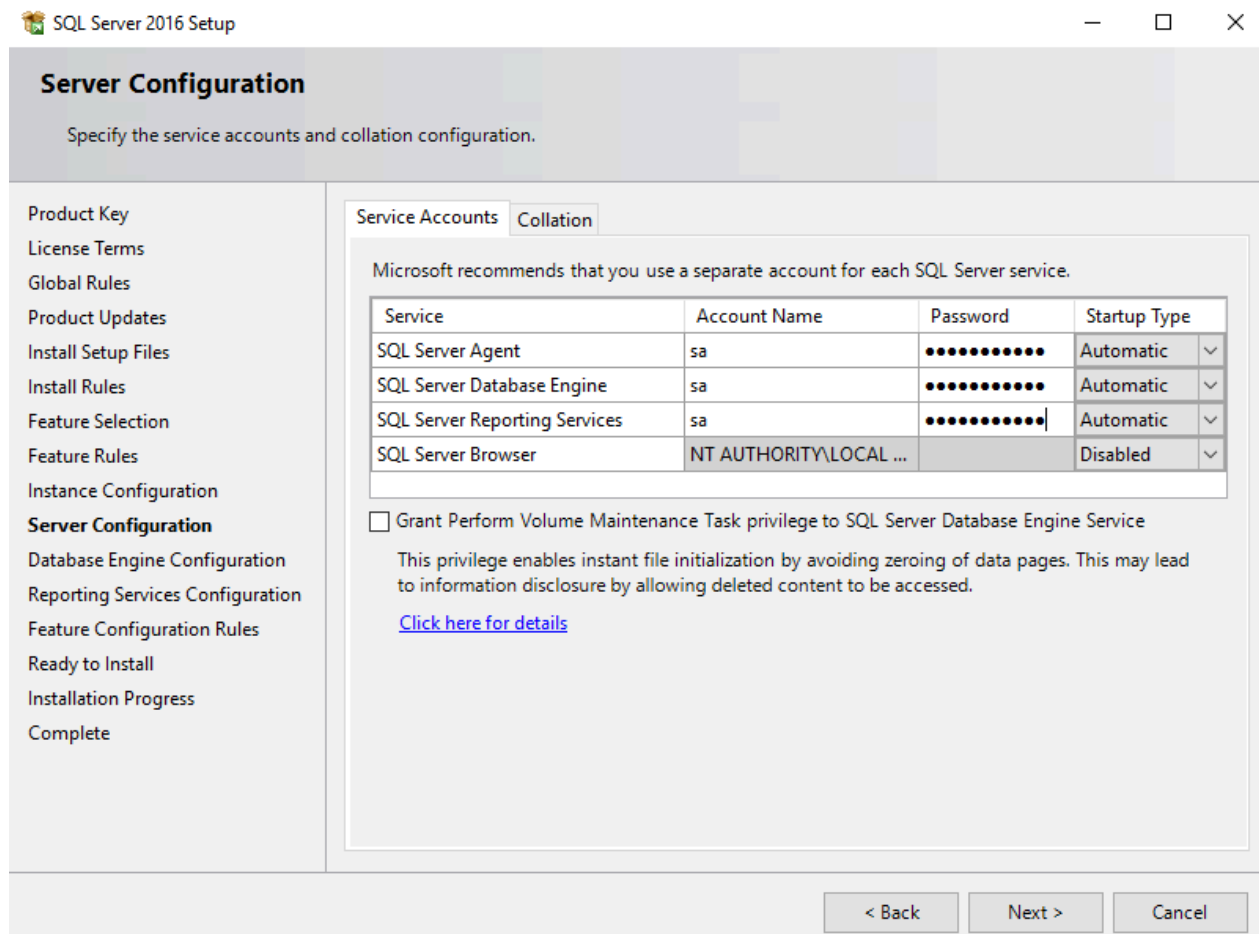 SQL Server 2016 Setup
Server Configuration
Specify the service accounts and collation configuration.
Product Key
License Terms
Global Rules
Product Updates
Install Setup Files
Install Rules
Feature Selection
Feature Rules
Instance Configuration
Server Configuration
Database Engine Configuration
Reporting Services Configuration
Feature Configuration Rules
Ready to Install
Installation Progress
Complete
Service Accounts Collation
Microsoft recommends that you use a separate account for each SQL Server service.
Service Account Name Password Startup Type
SQL Server Agent sa ●●●●●●●●●●● Automatic
SQL Server Database Engine sa ●●●●●●●●●●● Automatic
SQL Server Reporting Services sa ●●●●●●●●●●● Automatic
SQL Server Browser NT AUTHORITY\LOCAL ... Disabled
Grant Perform Volume Maintenance Task privilege to SQL Server Database Engine Service
This privilege enables instant file initialization by avoiding zeroing of data pages. This may lead
to information disclosure by allowing deleted content to be accessed.
Click here for details
< Back Next > Cancel